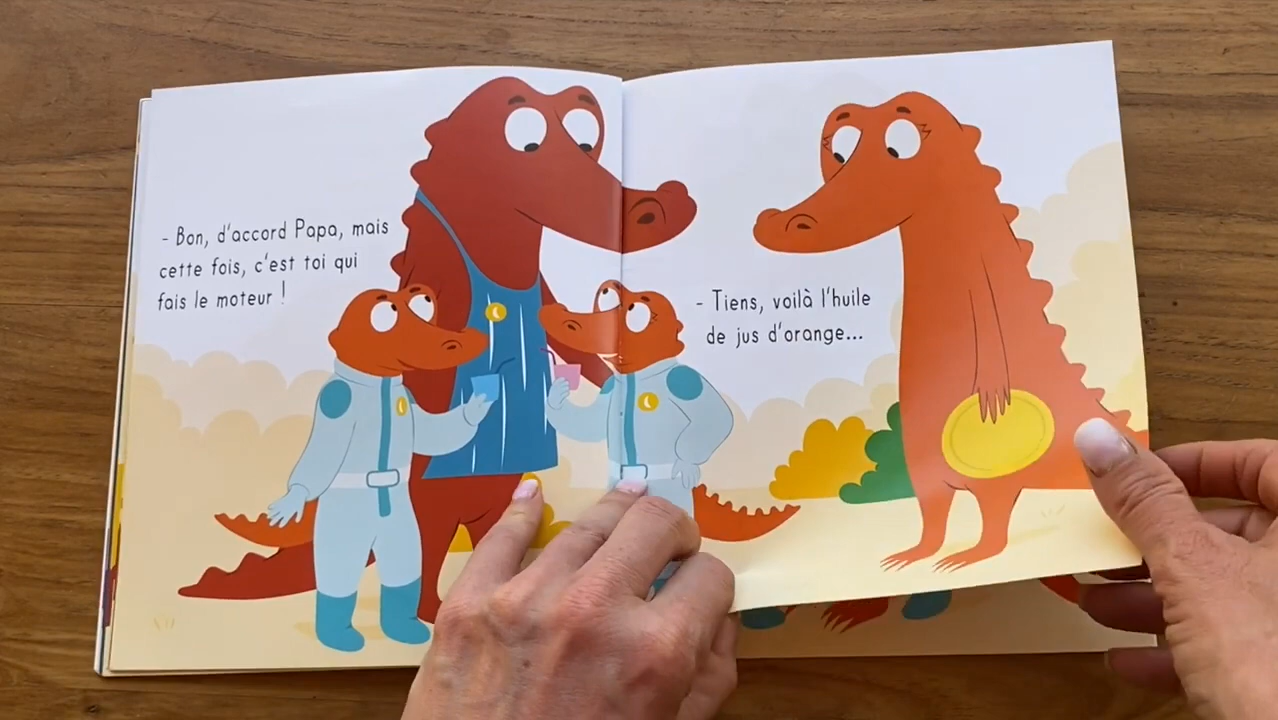 - Bon, d'accord Papa, mais
cette fois, c'est toi qui
fais le moteur !
- Tiens, voilà l'huile
de jus d'orange...